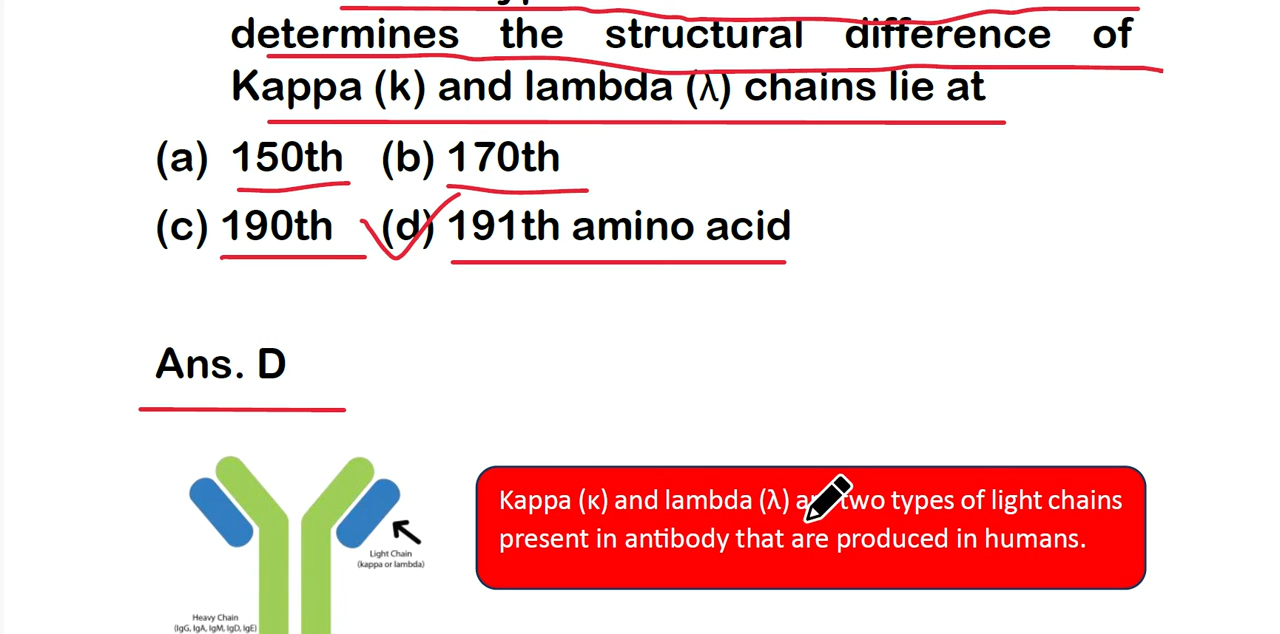 determines the structural difference of
Kappa (k) and lambda (λ) chains lie at
(a) 150th (b) 170th
(c) 190th (d) 191th amino acid
Ans. D
Kappa (κ) and lambda (λ) two types of light chains
present in antibody that are produced in humans.
Light Chain
(kappa or lambda)
Heavy Chain
(IgG, IgA, IgM, IgD, IgE)